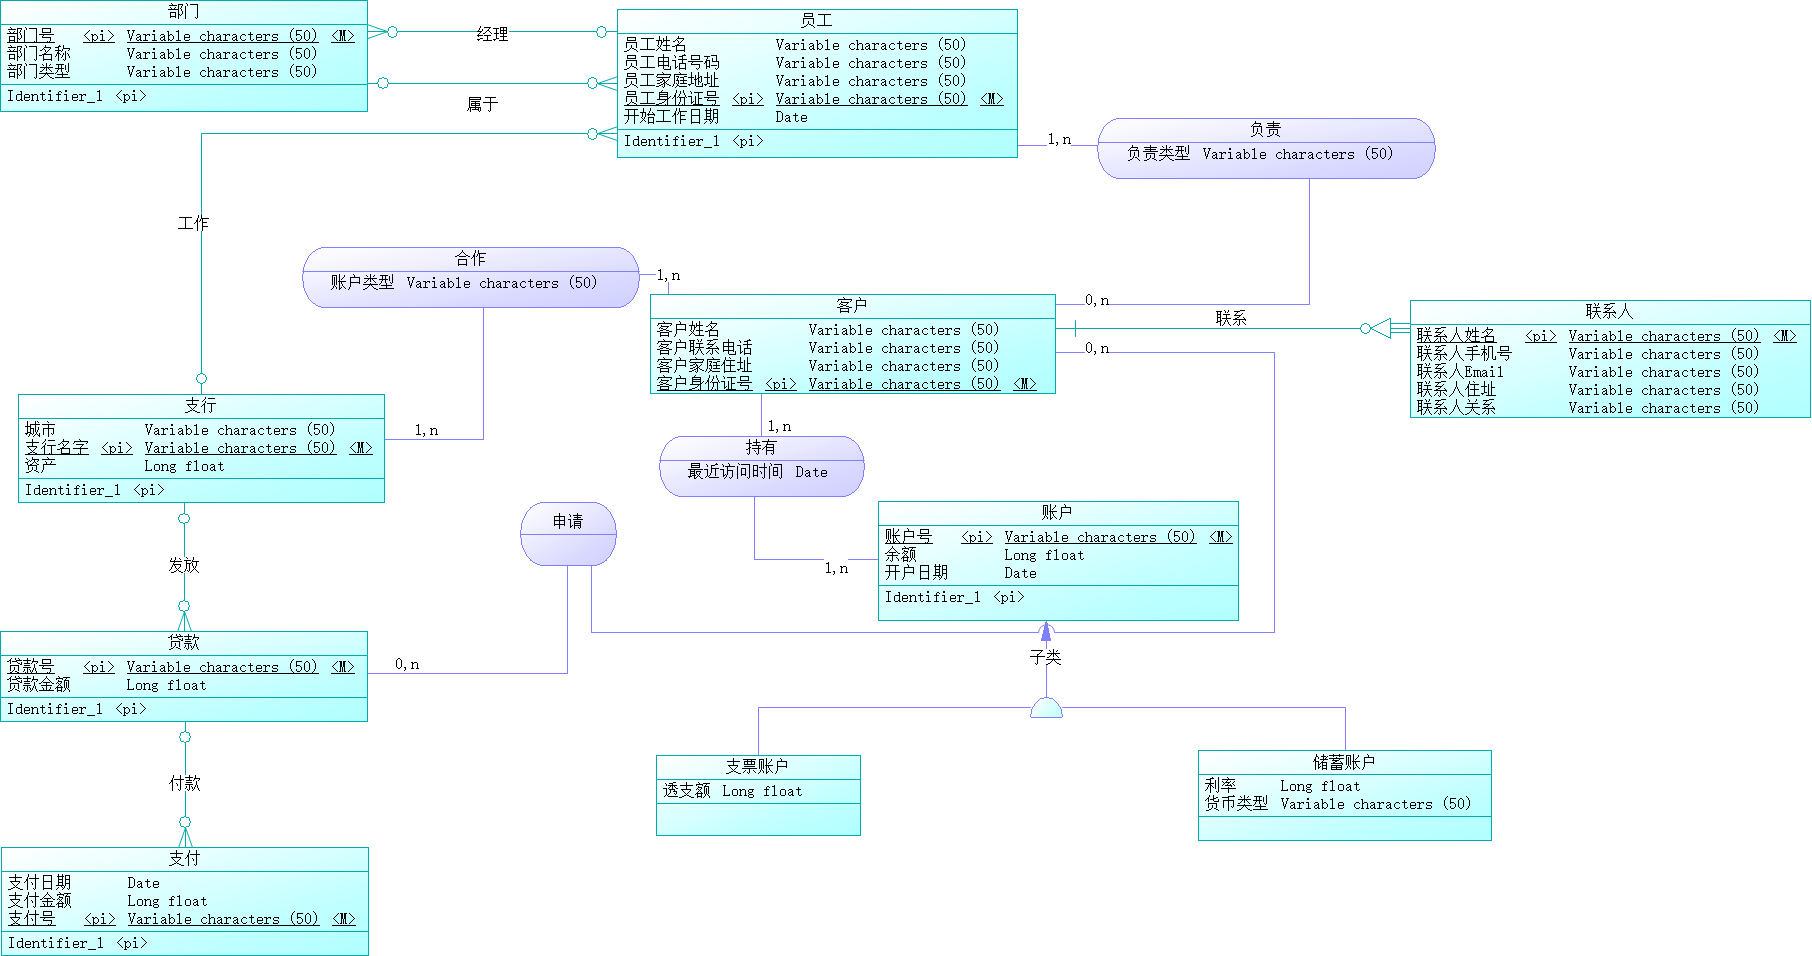 部门
部门号 <pi> Variable characters (50) <M>
部门名称 Variable characters (50)
部门类型 Variable characters (50)
Identifier_1 <pi>
经理
属于
员工
员工姓名 Variable characters (50)
员工电话号码 Variable characters (50)
员工家庭地址 Variable characters (50)
员工身份证号 <pi> Variable characters (50) <M>
开始工作日期 Date
Identifier_1 <pi>
1,n
负责
负责类型 Variable characters (50)
工作
合作
账户类型 Variable characters (50)
1,n
0,n
客户
客户姓名 Variable characters (50)
客户联系电话 Variable characters (50)
客户家庭住址 Variable characters (50)
客户身份证号 <pi> Variable characters (50) <M>
联系
0,n
联系人
联系人姓名 <pi> Variable characters (50) <M>
联系人手机号 Variable characters (50)
联系人Email Variable characters (50)
联系人住址 Variable characters (50)
联系人关系 Variable characters (50)
支行
城市 Variable characters (50)
支行名字 <pi> Variable characters (50) <M>
资产 Long float
Identifier_1 <pi>
1,n
1,n
持有
最近访问时间 Date
1,n
申请
账户
账户号 <pi> Variable characters (50) <M>
余额 Long float
开户日期 Date
Identifier_1 <pi>
发放
贷款
贷款号 <pi> Variable characters (50) <M>
贷款金额 Long float
Identifier_1 <pi>
0,n
子类
支票账户
透支额 Long float
储蓄账户
利率 Long float
货币类型 Variable characters (50)
付款
支付
支付日期 Date
支付金额 Long float
支付号 <pi> Variable characters (50) <M>
Identifier_1 <pi>